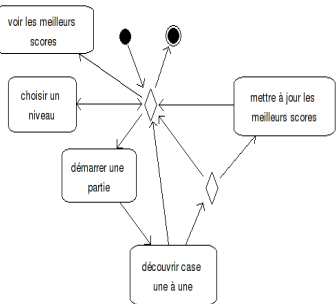 voir les meilleurs
scores
choisir un
niveau
mettre à jour les
meilleurs scores
démarrer une
partie
découvrir case
une à une